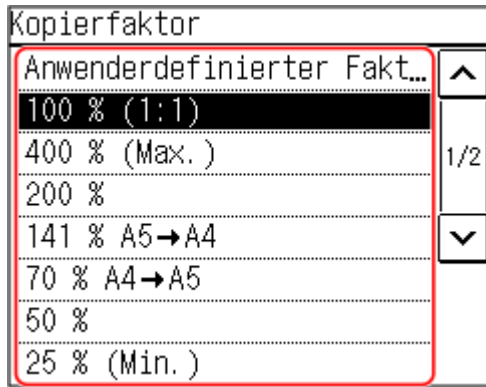 Kopierfaktor
Anwenderdefinierter Fakt…
100 % (1:1)
400 % (Max.)
1/2
200 %
141 % A5→A4
70 % A4→A5
50 %
25 % (Min.)